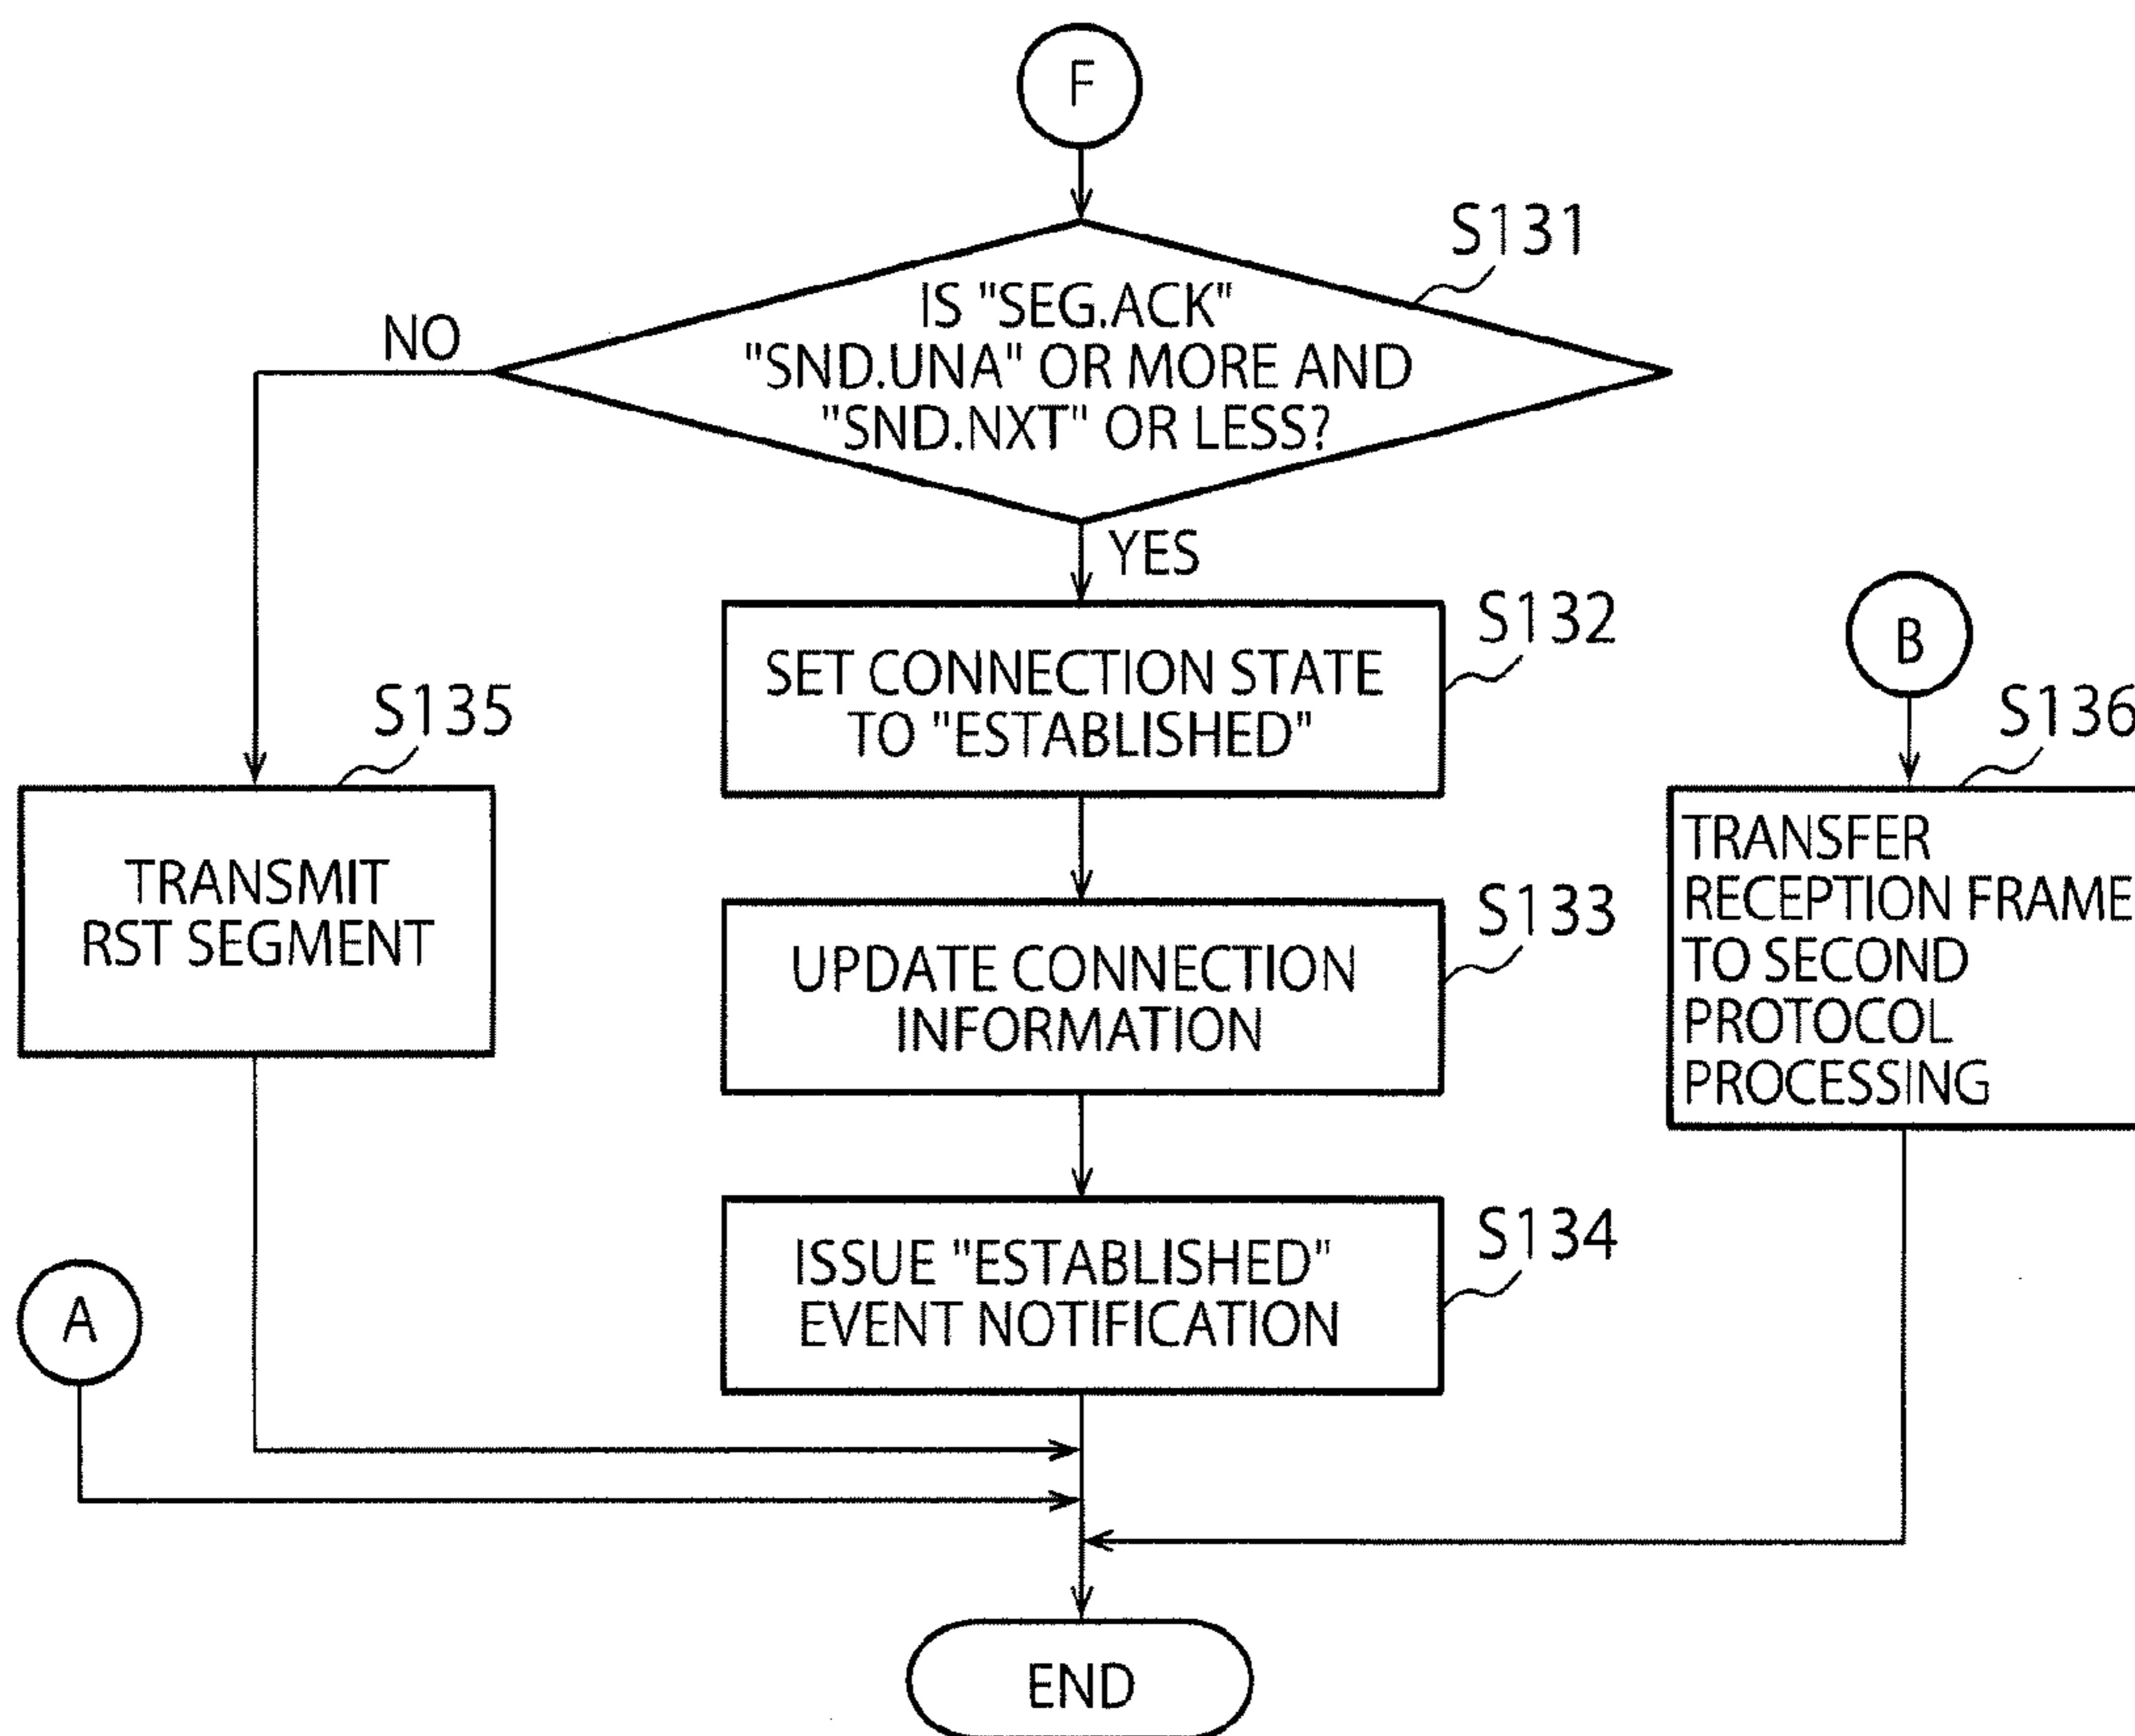 F
S131
IS "SEG.ACK"
"SND.UNA" OR MORE AND
"SND.NXT" OR LESS?
NO
YES
S132
SET CONNECTION STATE
TO "ESTABLISHED"
B
S135
TRANSMIT
RST SEGMENT
S136
TRANSFER
RECEPTION FRAME
TO SECOND
PROTOCOL
PROCESSING
S133
UPDATE CONNECTION
INFORMATION
S134
ISSUE "ESTABLISHED"
EVENT NOTIFICATION
A
END